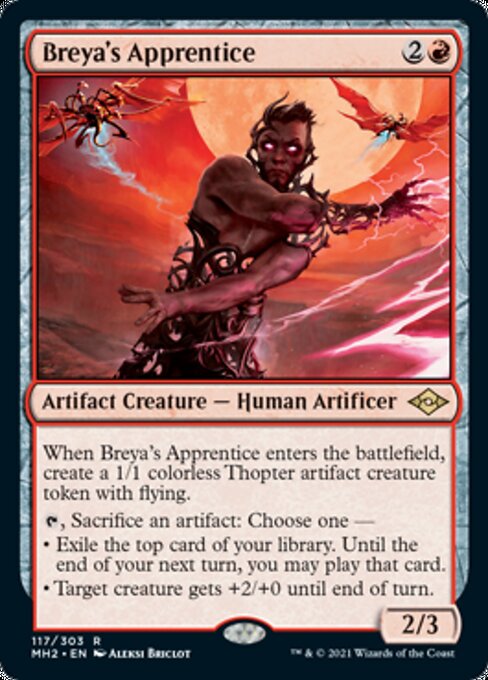 Breya's Apprentice 2
Artifact Creature — Human Artificer
When Breya's Apprentice enters the battlefield,
create a 1/1 colorless Thopter artifact creature
token with flying.
, Sacrifice an artifact: Choose one —
• Exile the top card of your library. Until the
end of your next turn, you may play that card.
• Target creature gets +2/+0 until end of turn.
2/3
117/303 R
MH2 • EN Aleksi Briclot
™ & © 2021 Wizards of the Coast